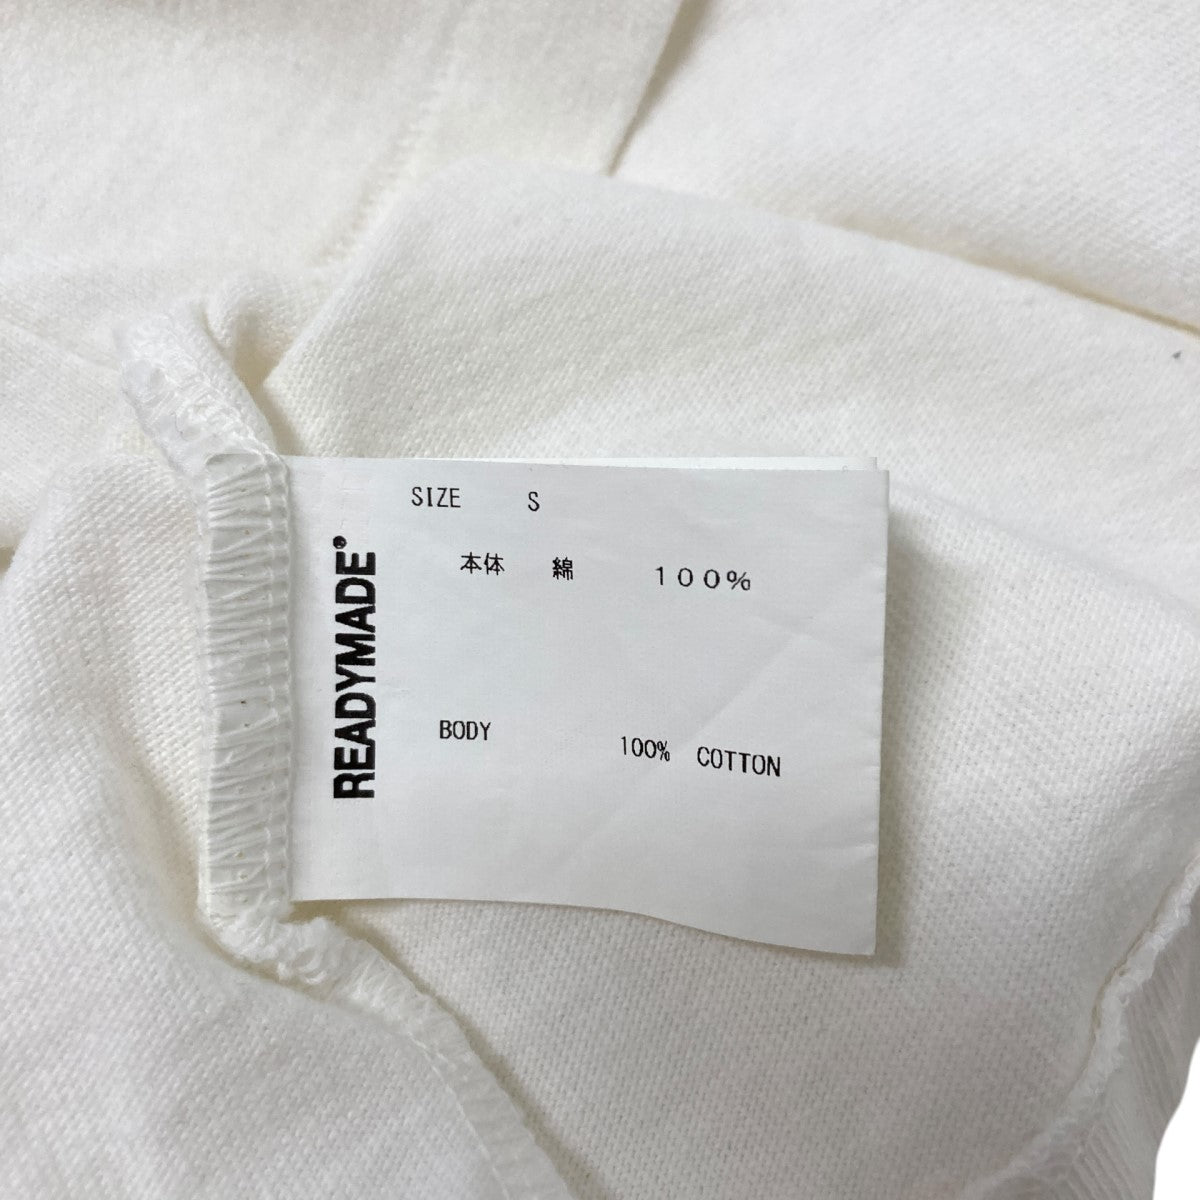 READYMADE®
SIZE S
本体 綿 100%
BODY 100% COTTON